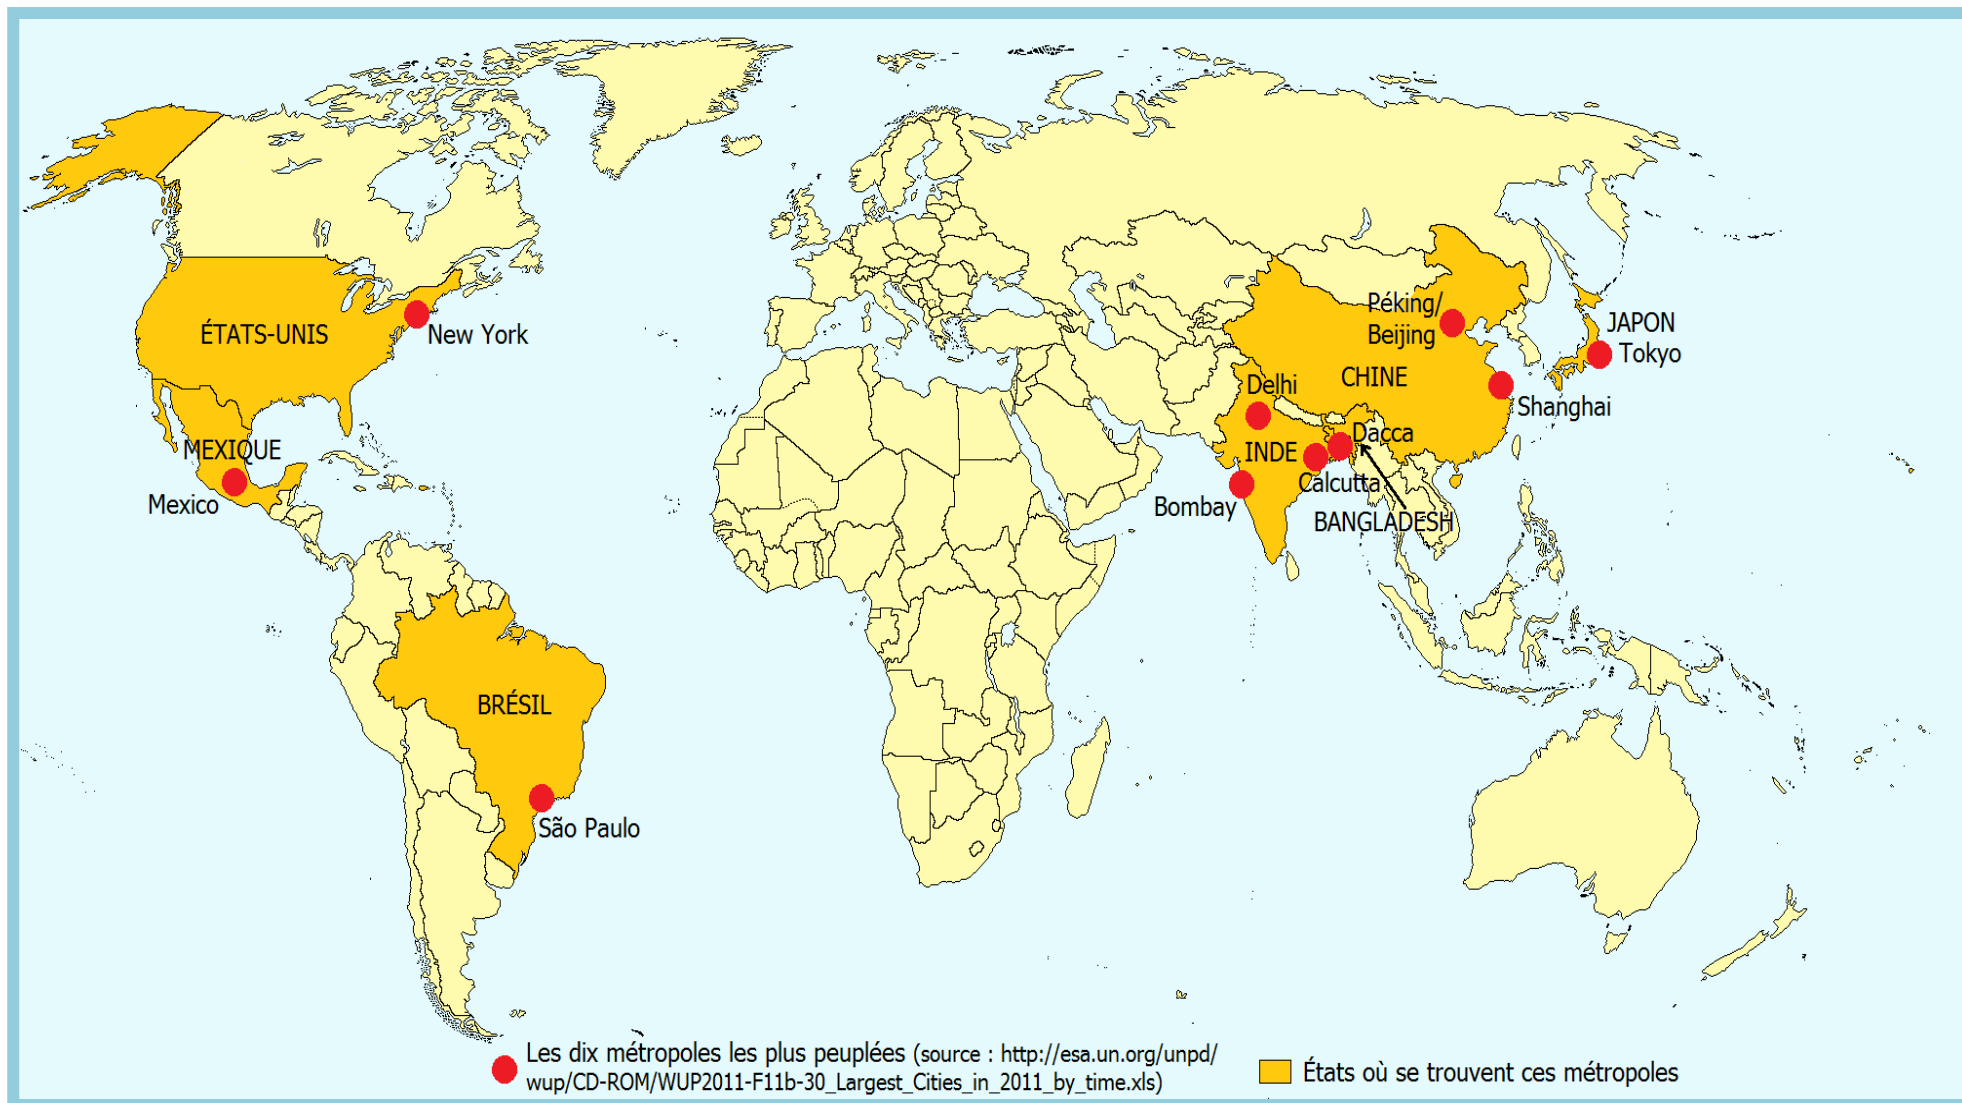 ÉTATS-UNIS
New York
MEXIQUE
Mexico
BRÉSIL
São Paulo
Péking/
Beijing
JAPON
Tokyo
CHINE
Shanghai
Delhi
Dacca
INDE
Calcutta
Bombay
BANGLADESH
Les dix métropoles les plus peuplées (source : http://esa.un.org/unpd/
wup/CD-ROM/WUP2011-F11b-30_Largest_Cities_in_2011_by_time.xls)
États où se trouvent ces métropoles